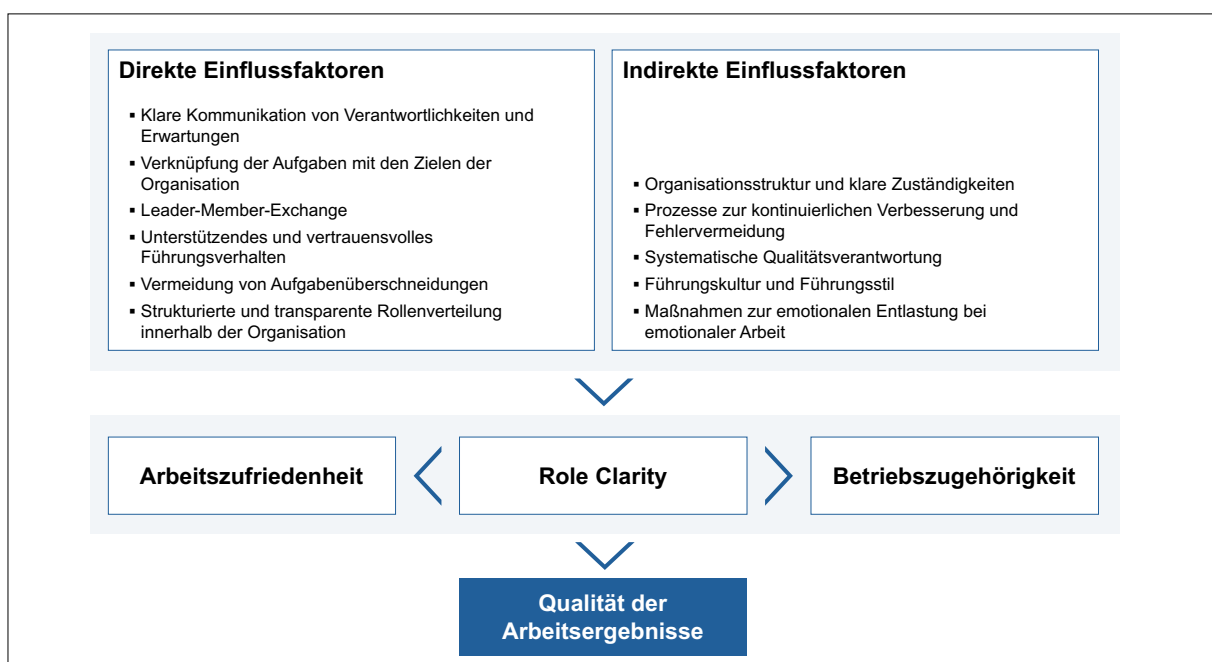 Direkte Einflussfaktoren
▪ Klare Kommunikation von Verantwortlichkeiten und
Erwartungen
▪ Verknüpfung der Aufgaben mit den Zielen der
Organisation
▪ Leader-Member-Exchange
▪ Unterstützendes und vertrauensvolles
Führungsverhalten
▪ Vermeidung von Aufgabenüberschneidungen
▪ Strukturierte und transparente Rollenverteilung
innerhalb der Organisation
Indirekte Einflussfaktoren
▪ Organisationsstruktur und klare Zuständigkeiten
▪ Prozesse zur kontinuierlichen Verbesserung und
Fehlervermeidung
▪ Systematische Qualitätsverantwortung
▪ Führungskultur und Führungsstil
▪ Maßnahmen zur emotionalen Entlastung bei
emotionaler Arbeit
Arbeitszufriedenheit
Role Clarity
Betriebszugehörigkeit
Qualität der
Arbeitsergebnisse